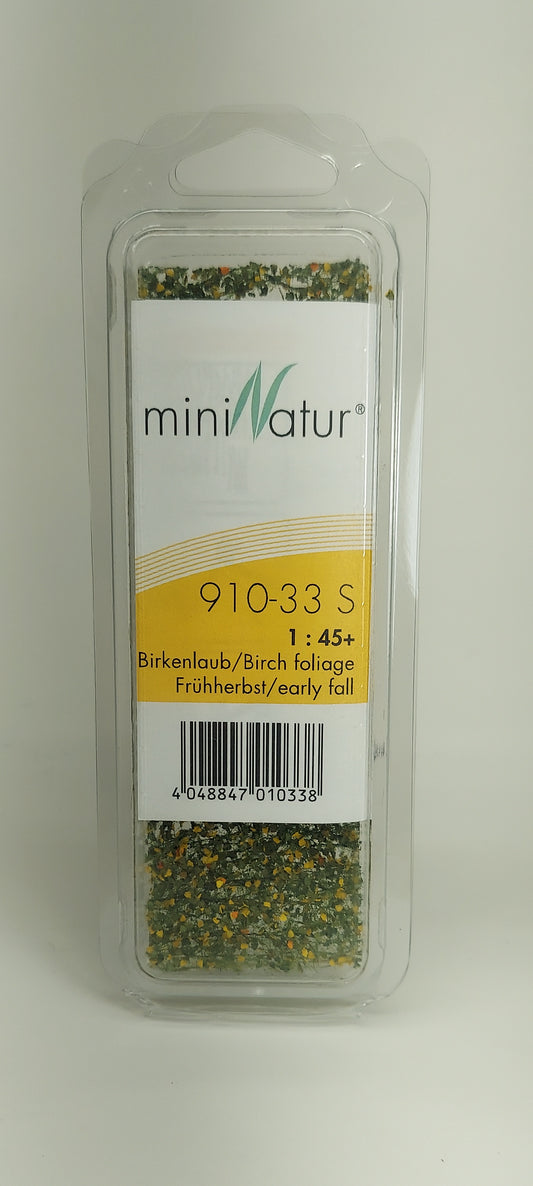 miniNatur®
910-33 S
1 : 45+
Birkenlaub/Birch foliage
Frühherbst/early fall
4 048847 010338